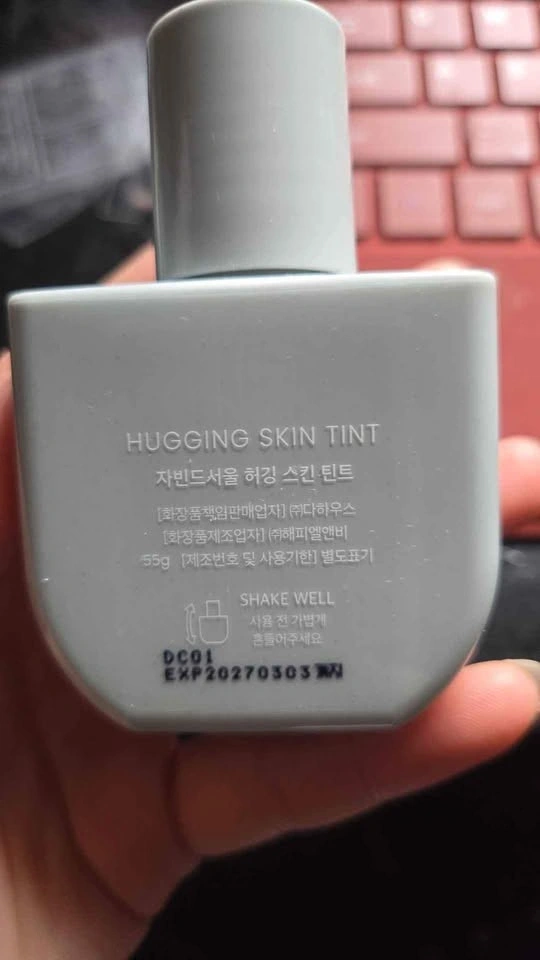 HUGGING SKIN TINT
자빈드서울 허깅 스킨 틴트
[화장품책임판매업자] ㈜다하우스
[화장품제조업자] ㈜해피엘앤비
55g [제조번호 및 사용기한] 별도표기
SHAKE WELL
사용 전 가볍게
흔들어주세요
DC01
EXP20270303